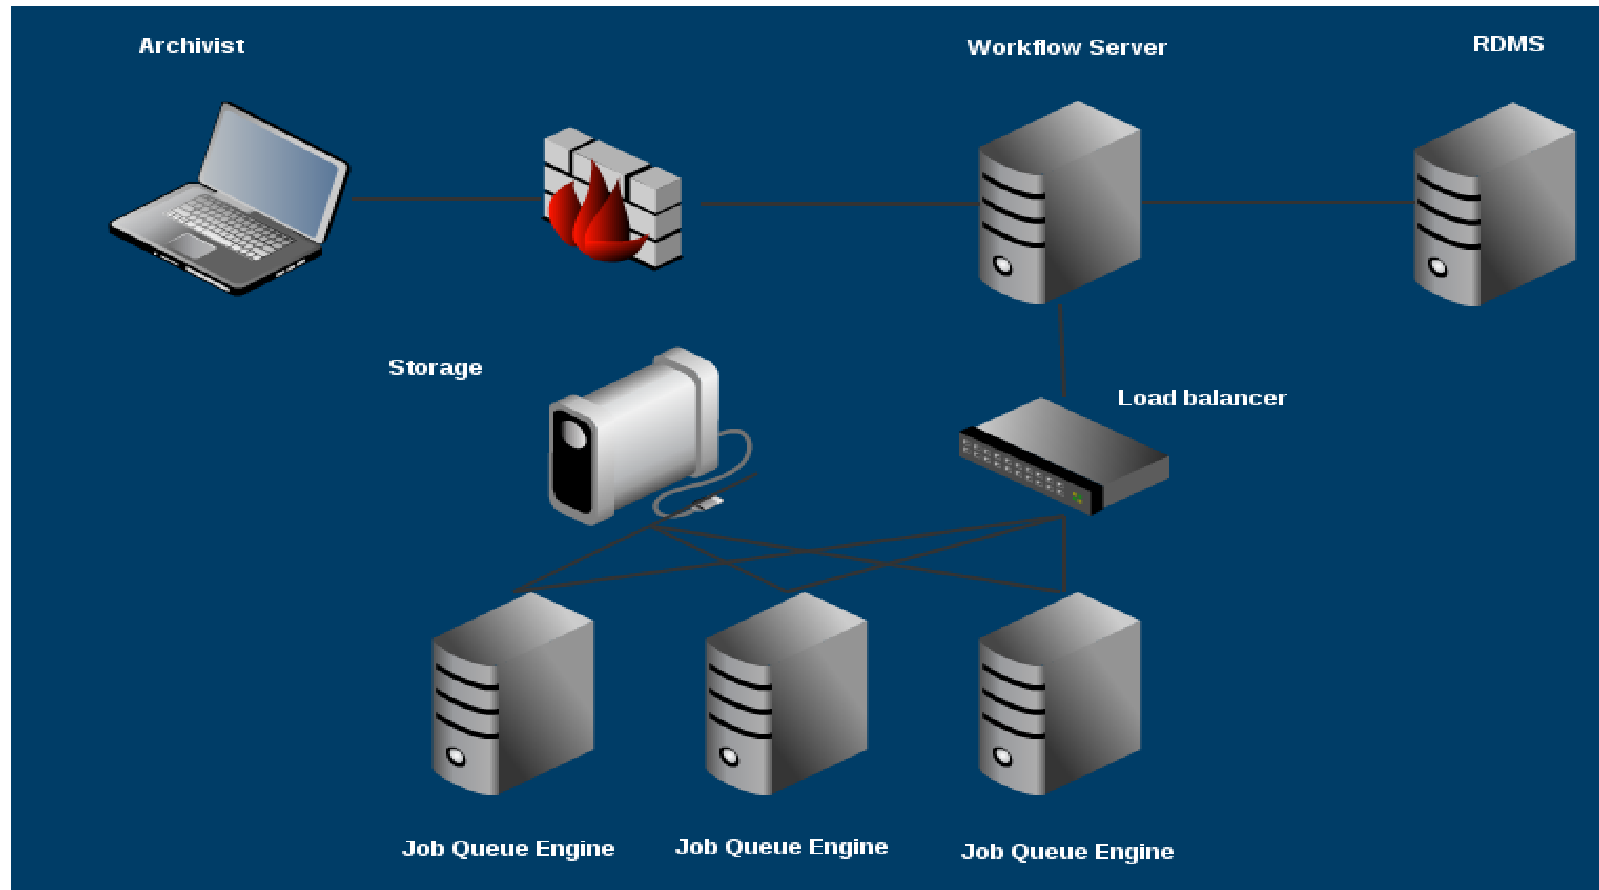 Archivist
Workflow Server
RDMS
Storage
Load balancer
Job Queue Engine
Job Queue Engine
Job Queue Engine